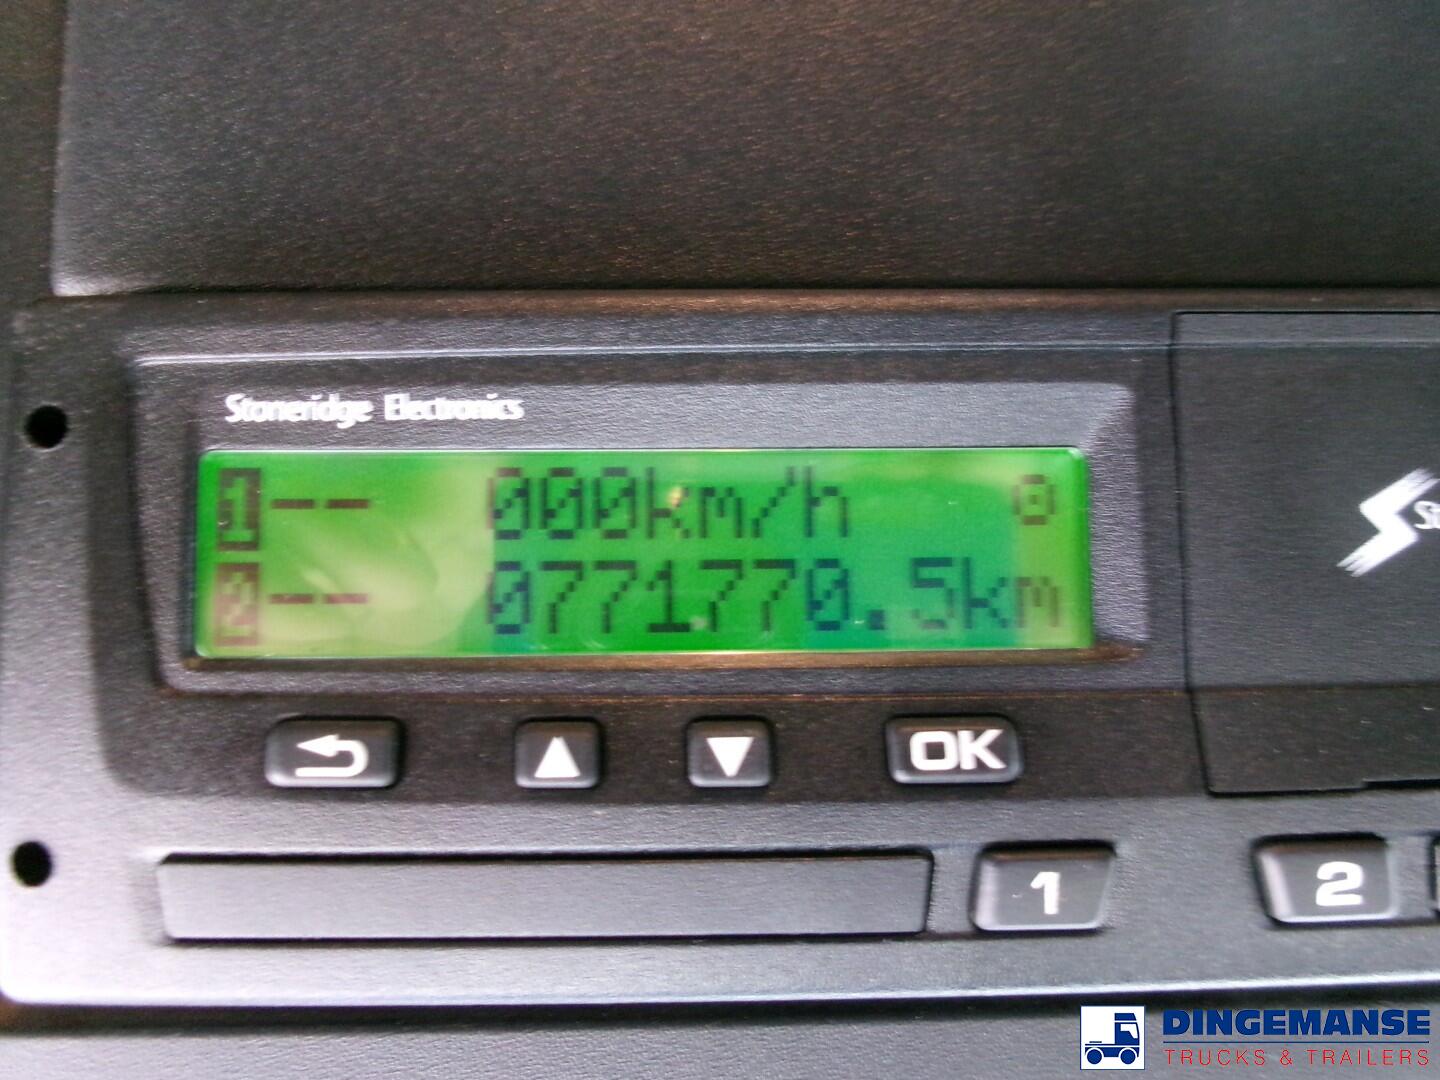 Stoneridge Electronics
1 -- 000km/h
2 -- 0771770.5km
OK
1
2
DINGEMANSE
TRUCKS & TRAILERS